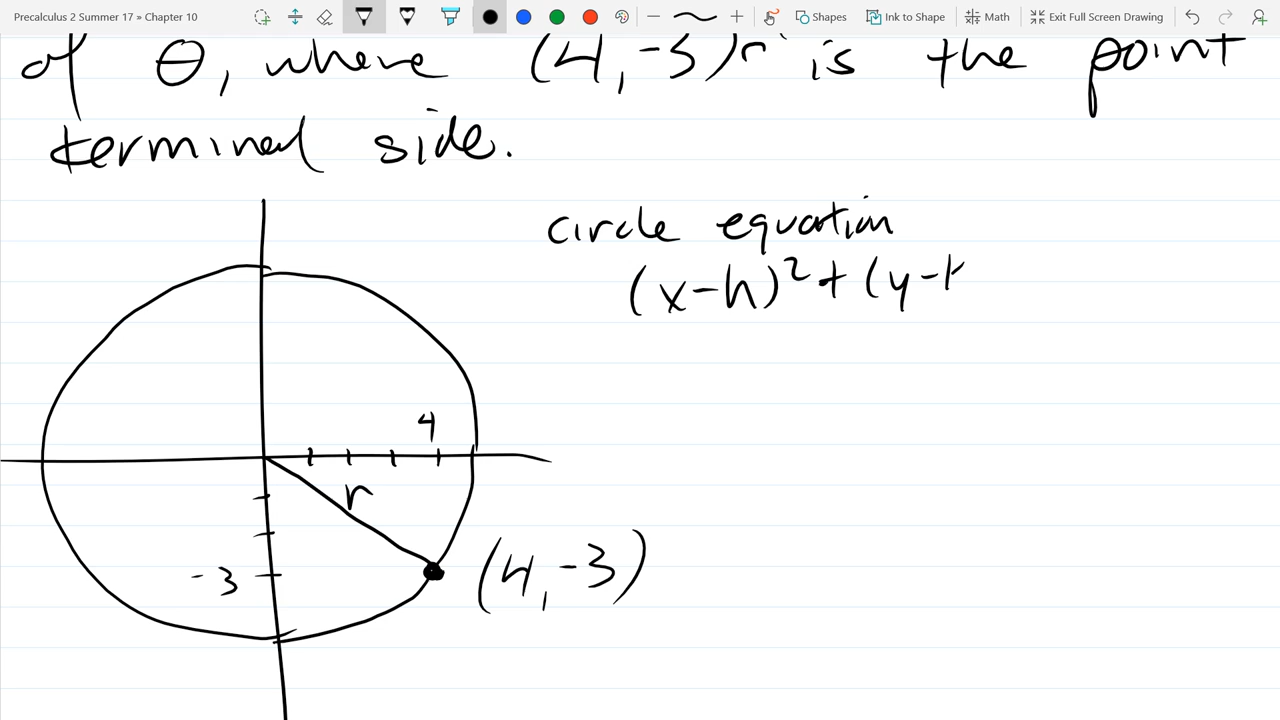 Precalculus 2 Summer 17 » Chapter 10
Shapes
Ink to Shape
Math
Exit Full Screen Drawing
of θ, where (4,-3) is the point
terminal side.
circle equation
(x-h)²+(y-
4
r
-3
(4,-3)